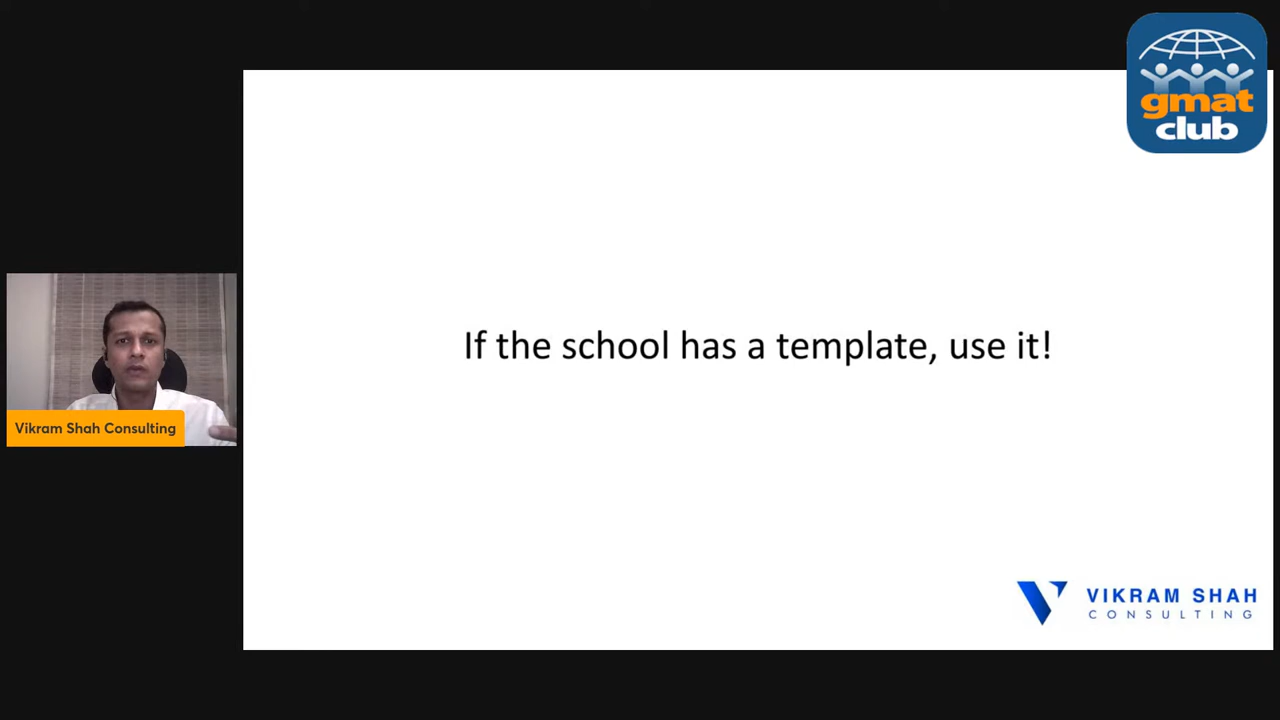 gmat
club
If the school has a template, use it!
Vikram Shah Consulting
VIKRAM SHAH
CONSULTING